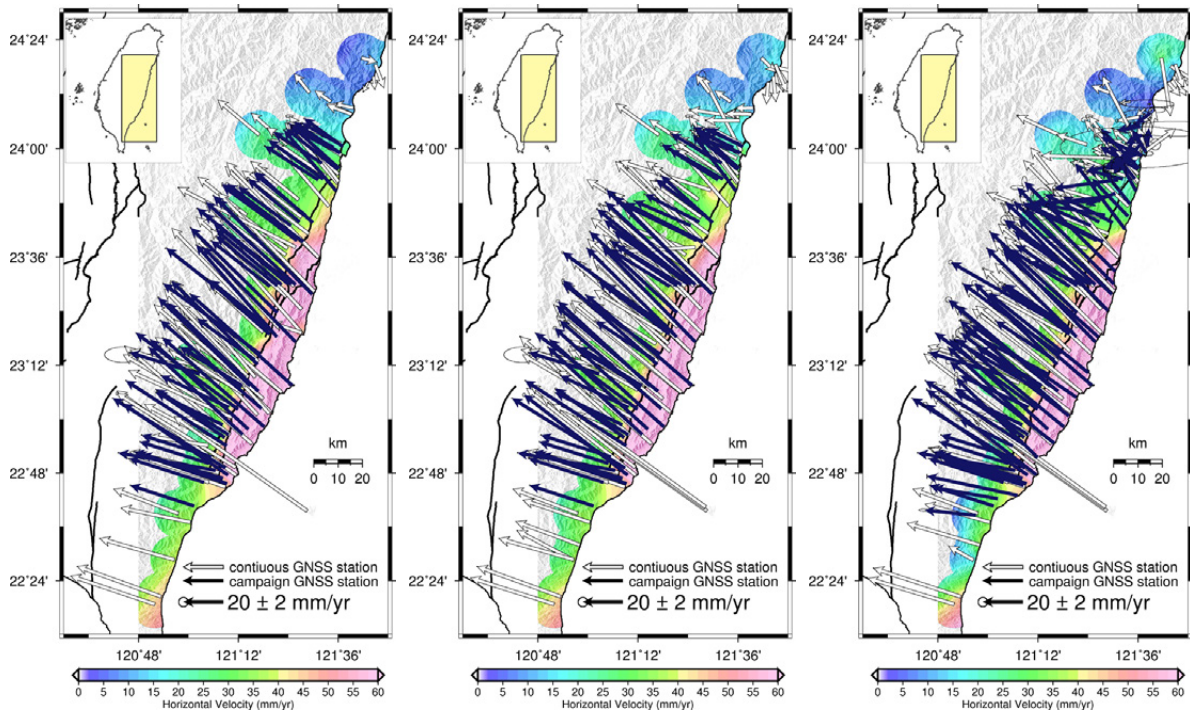 24°24'
24°00'
23°36'
23°12'
22°48'
22°24'
km
0 10 20
contiuous GNSS station
campaign GNSS station
20 ± 2 mm/yr
120°48' 121°12' 121°36'
0 5 10 15 20 25 30 35 40 45 50 55 60
Horizontal Velocity (mm/yr)
24°24'
24°00'
23°36'
23°12'
22°48'
22°24'
km
0 10 20
contiuous GNSS station
campaign GNSS station
20 ± 2 mm/yr
120°48' 121°12' 121°36'
0 5 10 15 20 25 30 35 40 45 50 55 60
Horizontal Velocity (mm/yr)
24°24'
24°00'
23°36'
23°12'
22°48'
22°24'
km
0 10 20
contiuous GNSS station
campaign GNSS station
20 ± 2 mm/yr
120°48' 121°12' 121°36'
0 5 10 15 20 25 30 35 40 45 50 55 60
Horizontal Velocity (mm/yr)